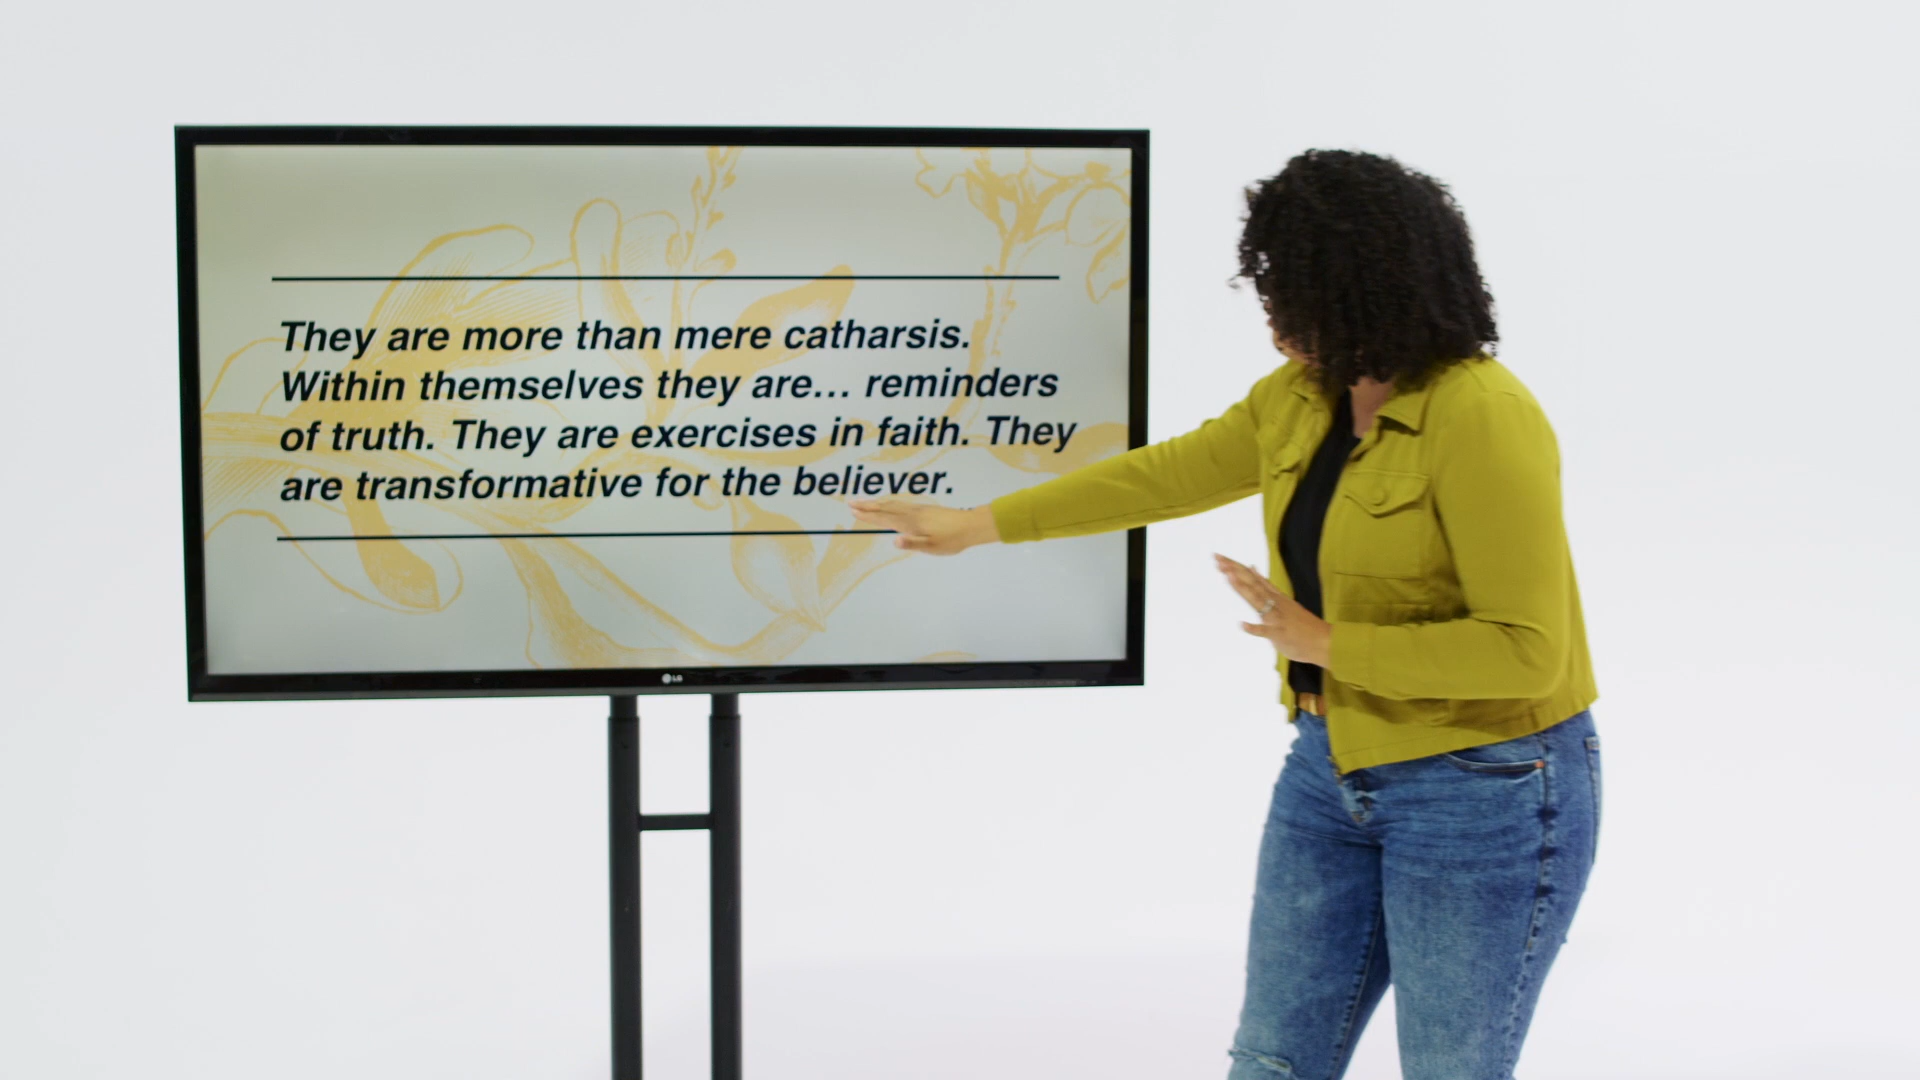 They are more than mere catharsis.
Within themselves they are... reminders
of truth. They are exercises in faith. They
are transformative for the believer.
LG